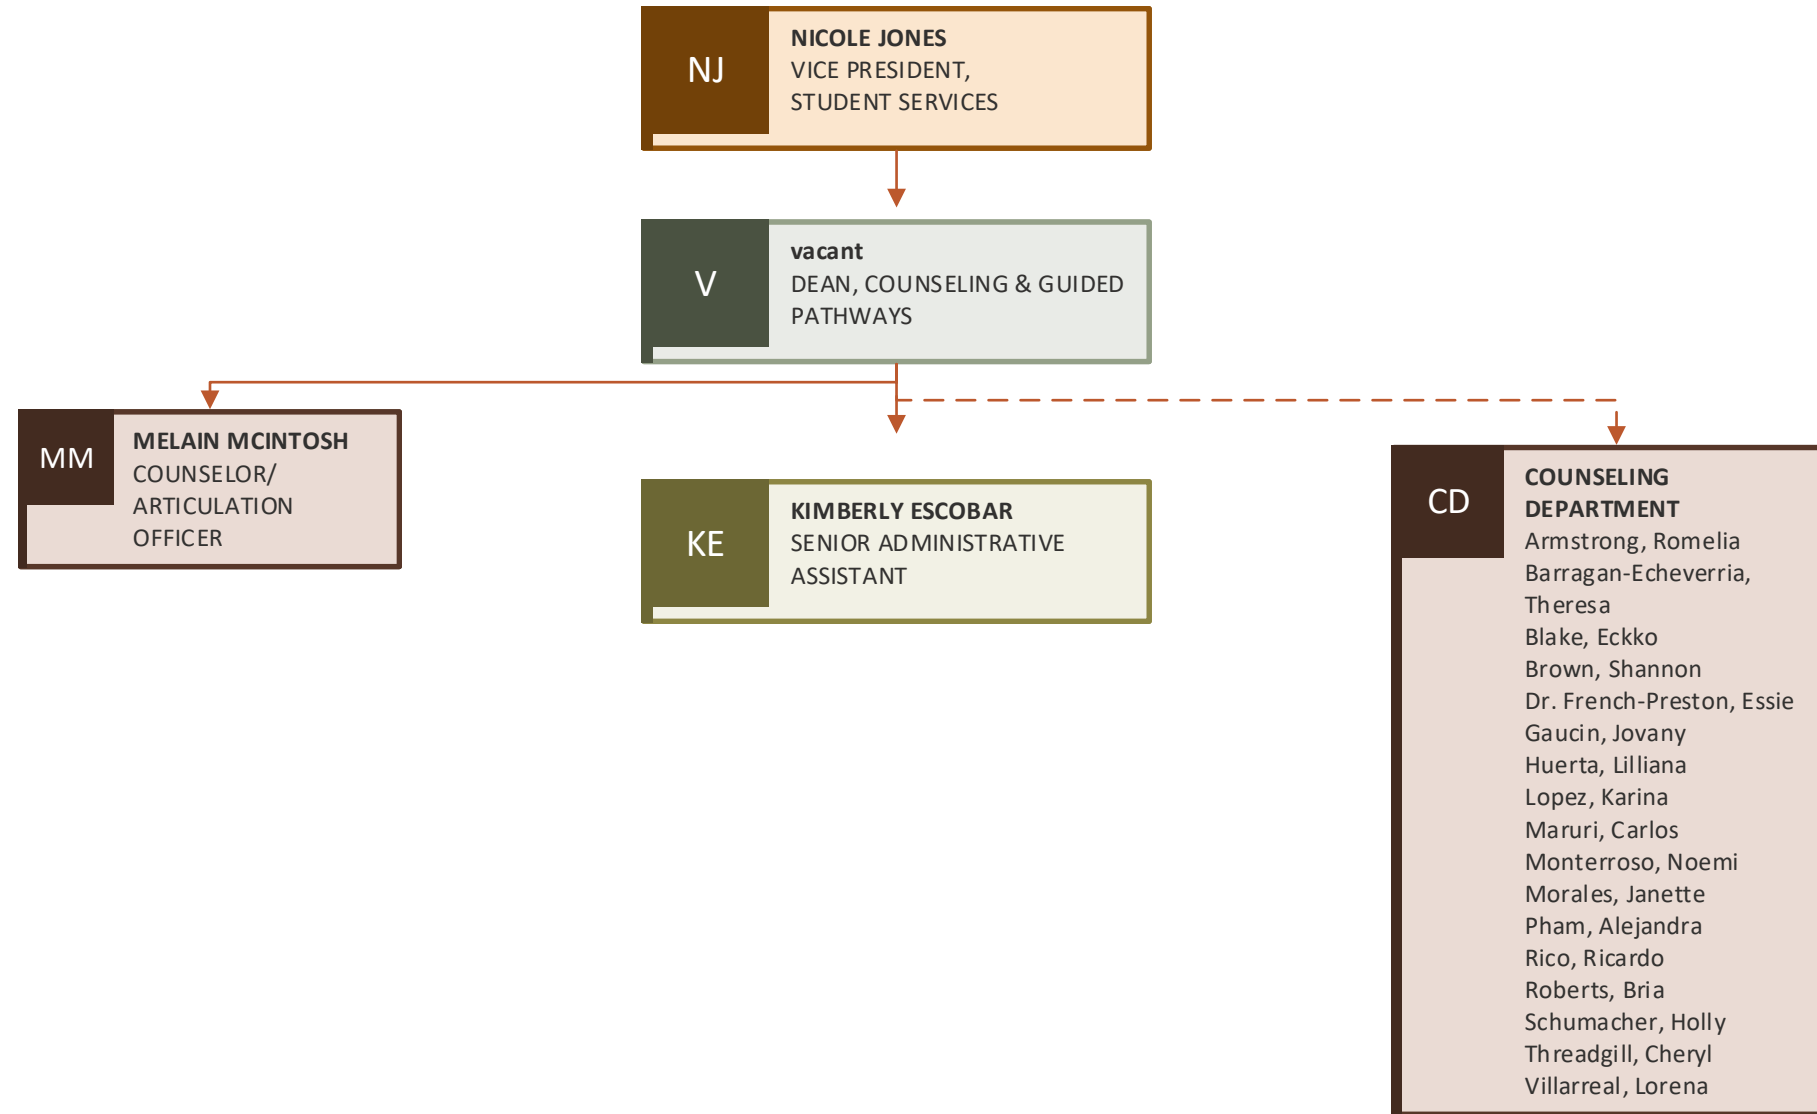 NJ
NICOLE JONES
VICE PRESIDENT,
STUDENT SERVICES
V
vacant
DEAN, COUNSELING & GUIDED
PATHWAYS
MM
MELAIN MCINTOSH
COUNSELOR/
ARTICULATION
OFFICER
KE
KIMBERLY ESCOBAR
SENIOR ADMINISTRATIVE
ASSISTANT
CD
COUNSELING
DEPARTMENT
Armstrong, Romelia
Barragan-Echeverria,
Theresa
Blake, Eckko
Brown, Shannon
Dr. French-Preston, Essie
Gaucin, Jovany
Huerta, Lilliana
Lopez, Karina
Maruri, Carlos
Monterroso, Noemi
Morales, Janette
Pham, Alejandra
Rico, Ricardo
Roberts, Bria
Schumacher, Holly
Threadgill, Cheryl
Villarreal, Lorena